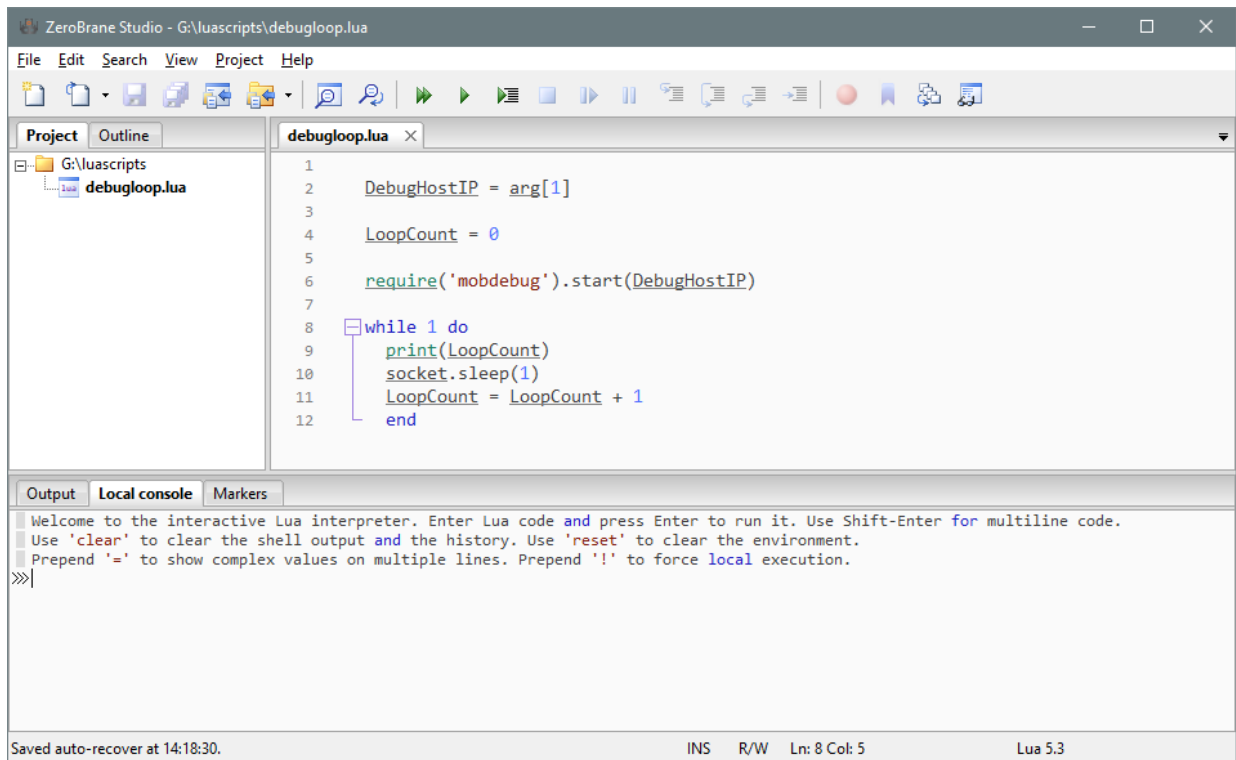 ZeroBrane Studio - G:\luascripts\debugloop.lua
File Edit Search View Project Help
Project Outline
debugloop.lua
G:\luascripts
debugloop.lua
1
2 DebugHostIP = arg[1]
3
4 LoopCount = 0
5
6 require('mobdebug').start(DebugHostIP)
7
8 while 1 do
9 print(LoopCount)
10 socket.sleep(1)
11 LoopCount = LoopCount + 1
12 end
Output Local console Markers
Welcome to the interactive Lua interpreter. Enter Lua code and press Enter to run it. Use Shift-Enter for multiline code.
Use 'clear' to clear the shell output and the history. Use 'reset' to clear the environment.
Prepend '=' to show complex values on multiple lines. Prepend '!' to force local execution.
Saved auto-recover at 14:18:30. INS R/W Ln: 8 Col: 5 Lua 5.3